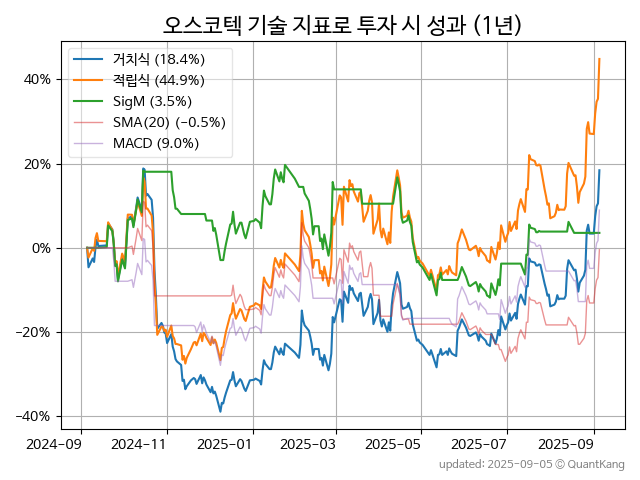 오스코텍 기술 지표로 투자 시 성과 (1년)
거치식 (18.4%)
적립식 (44.9%)
SigM (3.5%)
SMA(20) (−0.5%)
MACD (9.0%)
40%
20%
0%
−20%
−40%
2024-09 2024-11 2025-01 2025-03 2025-05 2025-07 2025-09
updated: 2025-09-05 © QuantKang